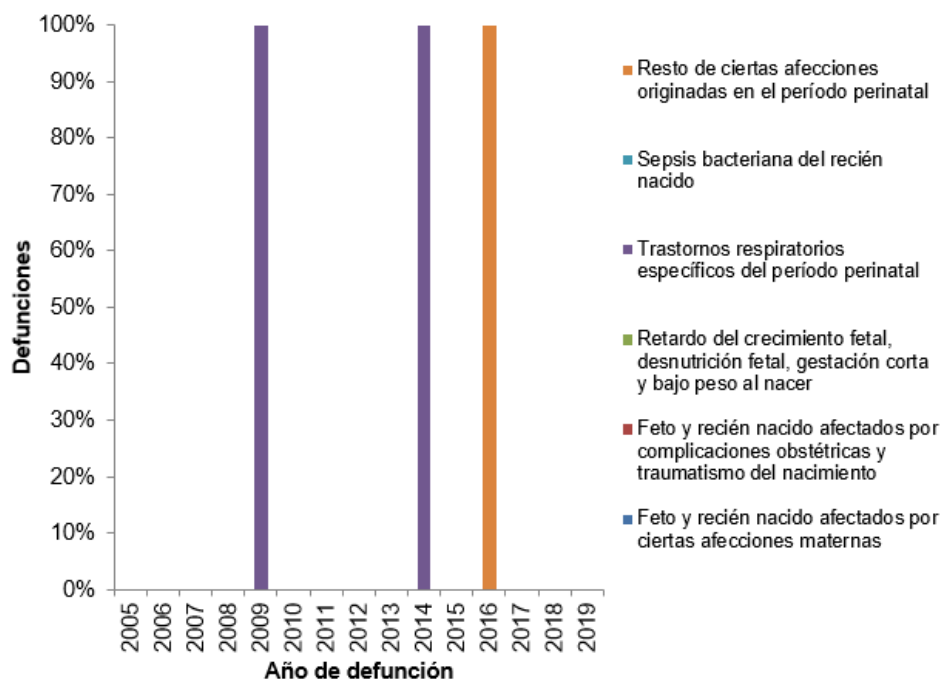 100%
90%
80%
70%
60%
50%
40%
30%
20%
10%
0%
Defunciones
2005
2006
2007
2008
2009
2010
2011
2012
2013
2014
2015
2016
2017
2018
2019
Año de defunción
Resto de ciertas afecciones
originadas en el período perinatal
Sepsis bacteriana del recién
nacido
Trastornos respiratorios
específicos del período perinatal
Retardo del crecimiento fetal,
desnutrición fetal, gestación corta
y bajo peso al nacer
Feto y recién nacido afectados por
complicaciones obstétricas y
traumatismo del nacimiento
Feto y recién nacido afectados por
ciertas afecciones maternas